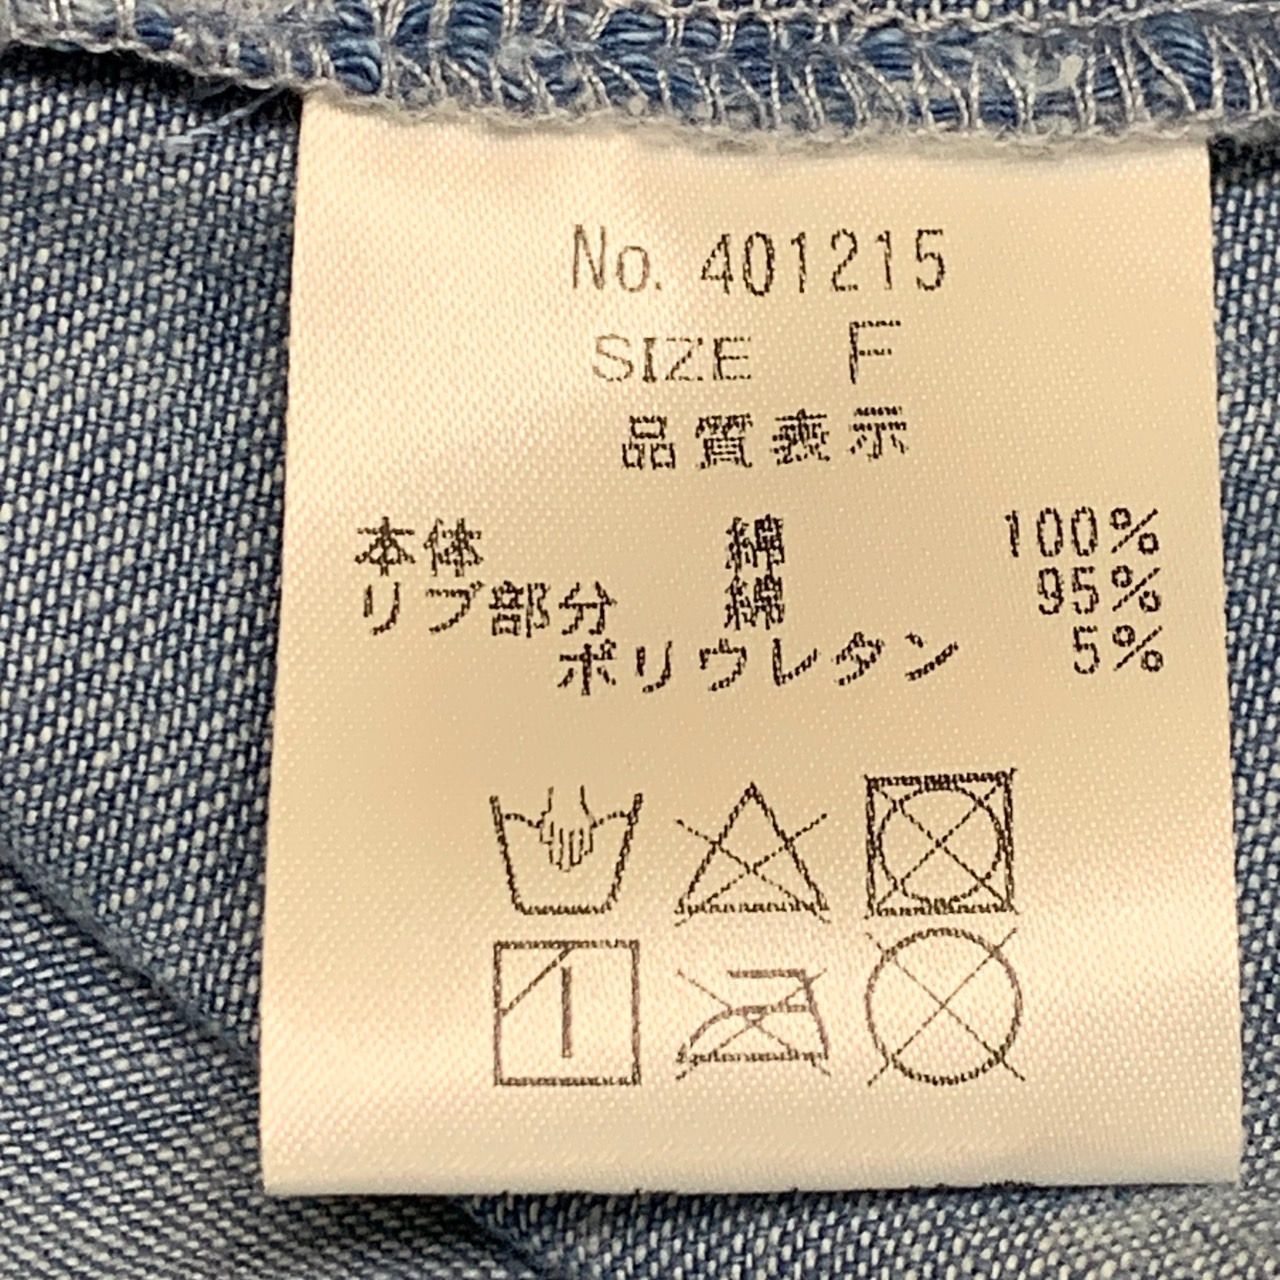 No. 401215
SIZE F
品質表示
本体 綿 100%
リブ部分 綿 95%
ポリウレタン 5%